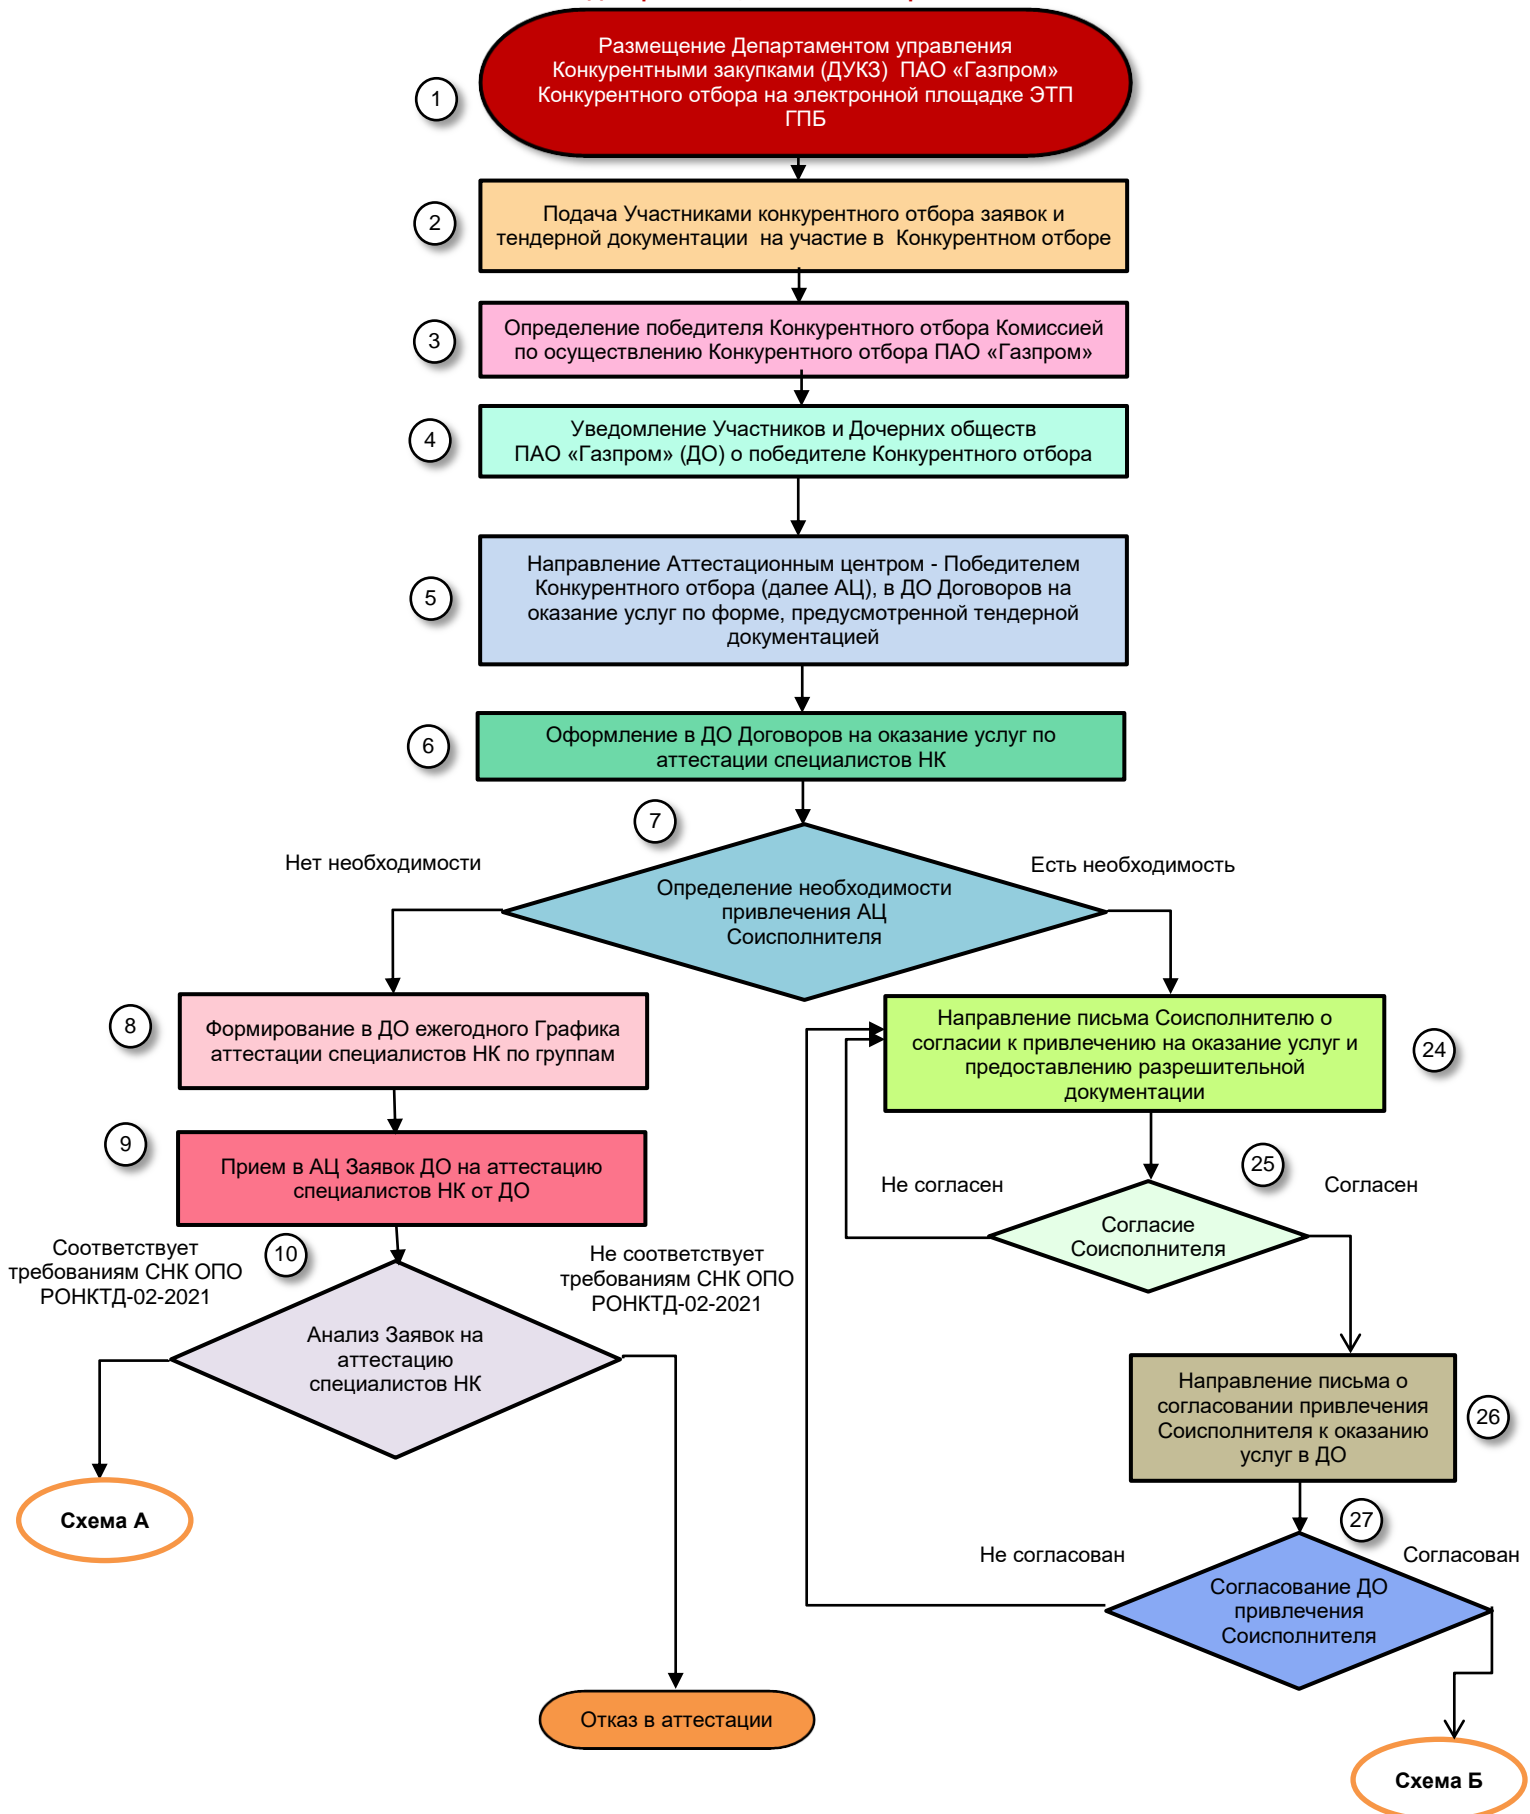 Размещение Департаментом управления
Конкурентными закупками (ДУКЗ) ПАО «Газпром»
Конкурентного отбора на электронной площадке ЭТП
ГПБ
1
2
Подача Участниками конкурентного отбора заявок и
тендерной документации на участие в Конкурентном отборе
3
Определение победителя Конкурентного отбора Комиссией
по осуществлению Конкурентного отбора ПАО «Газпром»
4
Уведомление Участников и Дочерних обществ
ПАО «Газпром» (ДО) о победителе Конкурентного отбора
5
Направление Аттестационным центром - Победителем
Конкурентного отбора (далее АЦ), в ДО Договоров на
оказание услуг по форме, предусмотренной тендерной
документацией
6
Оформление в ДО Договоров на оказание услуг по
аттестации специалистов НК
7
Нет необходимости
Есть необходимость
Определение необходимости
привлечения АЦ
Соисполнителя
8
Формирование в ДО ежегодного Графика
аттестации специалистов НК по группам
9
Прием в АЦ Заявок ДО на аттестацию
специалистов НК от ДО
10
Соответствует
требованиям СНК ОПО
РОНКТД-02-2021
Не соответствует
требованиям СНК ОПО
РОНКТД-02-2021
Анализ Заявок на
аттестацию
специалистов НК
Схема А
Отказ в аттестации
Направление письма Соисполнителю о
согласии к привлечению на оказание услуг и
предоставлению разрешительной
документации
24
25
Не согласен
Согласен
Согласие
Соисполнителя
Направление письма о
согласовании привлечения
Соисполнителя к оказанию
услуг в ДО
26
27
Не согласован
Согласован
Согласование ДО
привлечения
Соисполнителя
Схема Б